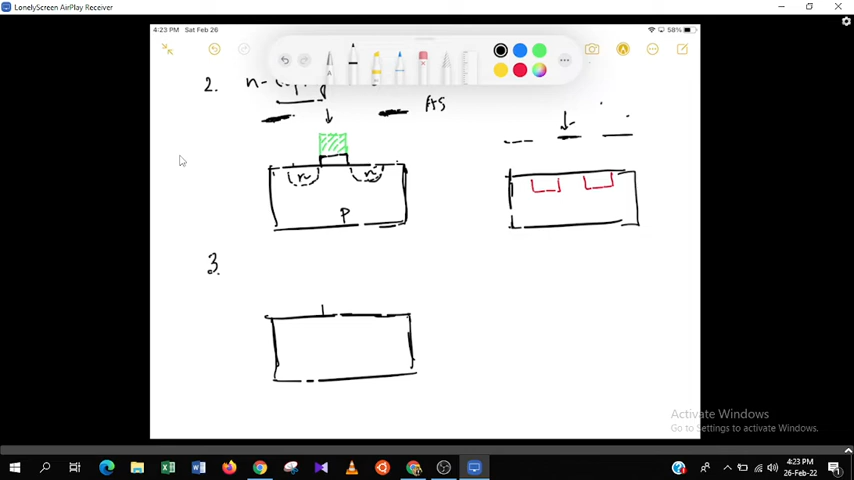 LonelyScreen AirPlay Receiver
4:23 PM Sat Feb 26
58%
A
2.
As
n
n
P
3.
Activate Windows
Go to Settings to activate Windows.
4:23 PM
26-Feb-22